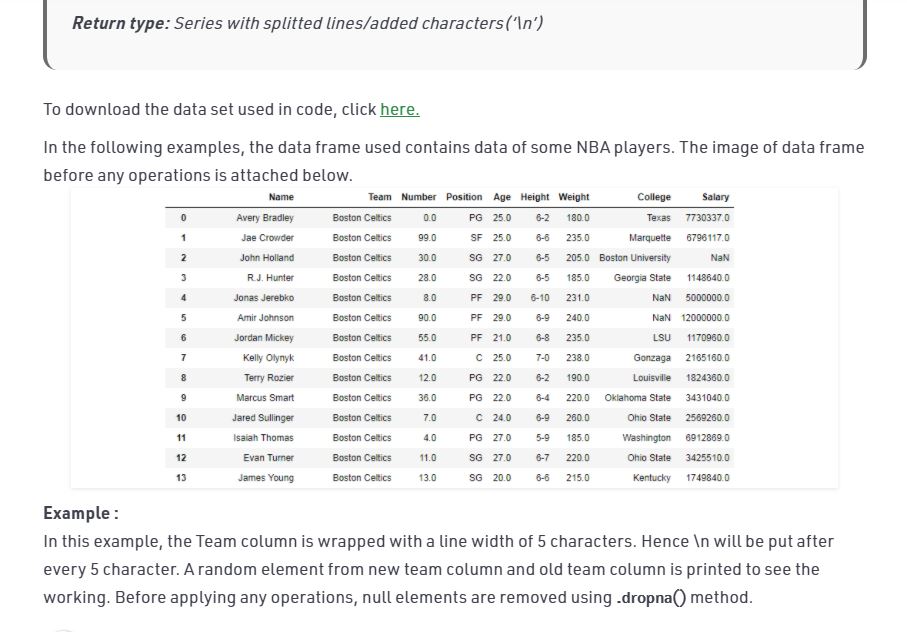 Return type: Series with splitted lines/added characters('\n')
To download the data set used in code, click here.
In the following examples, the data frame used contains data of some NBA players. The image of data frame
before any operations is attached below.
Name Team Number Position Age Height Weight College Salary
0 Avery Bradley Boston Celtics 0.0 PG 25.0 6-2 180.0 Texas 7730337.0
1 Jae Crowder Boston Celtics 99.0 SF 25.0 6-6 235.0 Marquette 6796117.0
2 John Holland Boston Celtics 30.0 SG 27.0 6-5 205.0 Boston University NaN
3 R.J. Hunter Boston Celtics 28.0 SG 22.0 6-5 185.0 Georgia State 1148640.0
4 Jonas Jerebko Boston Celtics 8.0 PF 29.0 6-10 231.0 NaN 5000000.0
5 Amir Johnson Boston Celtics 90.0 PF 29.0 6-9 240.0 NaN 12000000.0
6 Jordan Mickey Boston Celtics 55.0 PF 21.0 6-8 235.0 LSU 1170960.0
7 Kelly Olynyk Boston Celtics 41.0 C 25.0 7-0 238.0 Gonzaga 2165160.0
8 Terry Rozier Boston Celtics 12.0 PG 22.0 6-2 190.0 Louisville 1824360.0
9 Marcus Smart Boston Celtics 36.0 PG 22.0 6-4 220.0 Oklahoma State 3431040.0
10 Jared Sullinger Boston Celtics 7.0 C 24.0 6-9 260.0 Ohio State 2569260.0
11 Isaiah Thomas Boston Celtics 4.0 PG 27.0 5-9 185.0 Washington 6912869.0
12 Evan Turner Boston Celtics 11.0 SG 27.0 6-7 220.0 Ohio State 3425510.0
13 James Young Boston Celtics 13.0 SG 20.0 6-6 215.0 Kentucky 1749840.0
Example :
In this example, the Team column is wrapped with a line width of 5 characters. Hence \n will be put after
every 5 character. A random element from new team column and old team column is printed to see the
working. Before applying any operations, null elements are removed using .dropna() method.